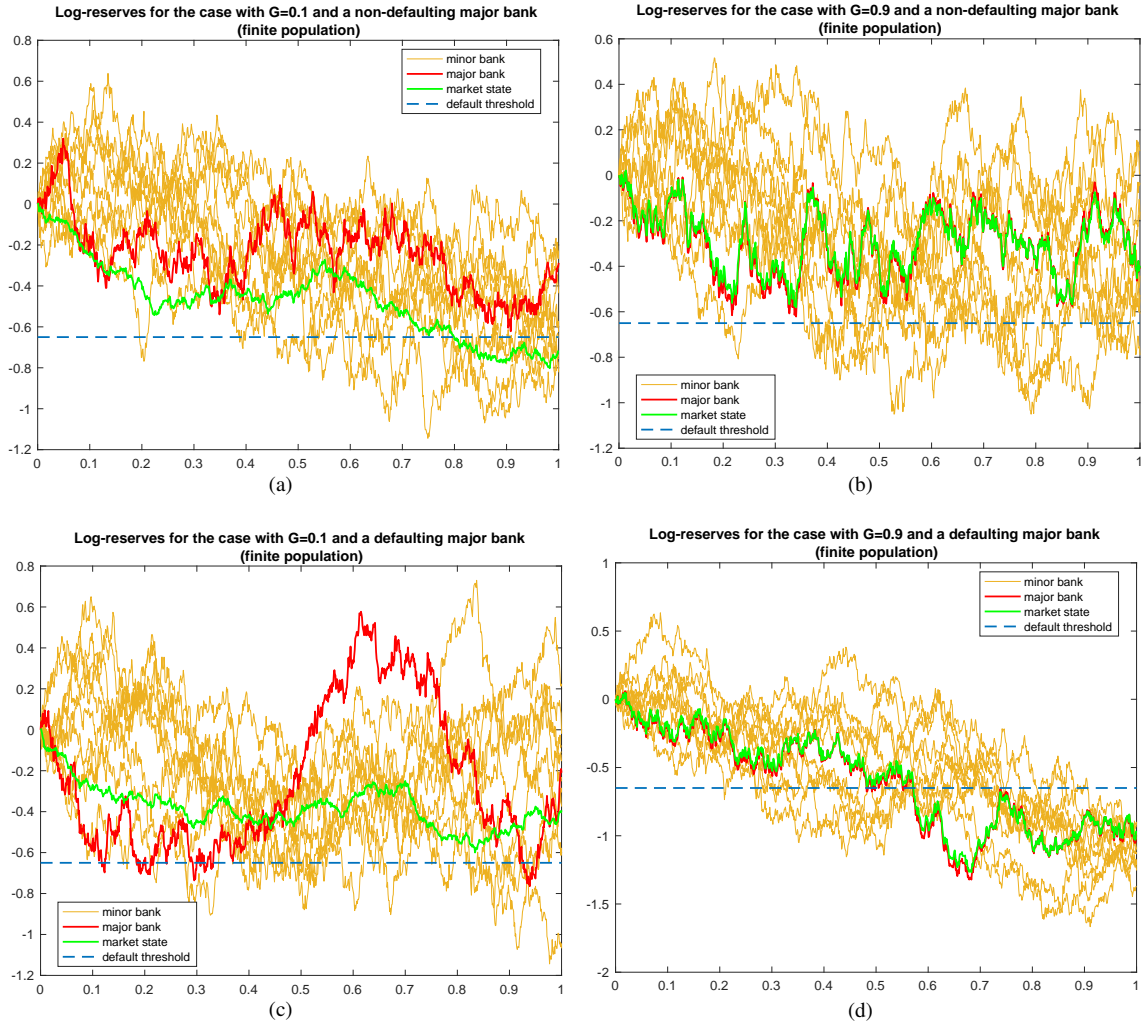 Log-reserves for the case with G=0.1 and a non-defaulting major bank
(finite population)
0.8
0.6
0.4
0.2
0
-0.2
-0.4
-0.6
-0.8
-1
-1.2
minor bank
major bank
market state
default threshold
0 0.1 0.2 0.3 0.4 0.5 0.6 0.7 0.8 0.9 1
(a)
Log-reserves for the case with G=0.9 and a non-defaulting major bank
(finite population)
0.6
0.4
0.2
0
-0.2
-0.4
-0.6
-0.8
-1
-1.2
minor bank
major bank
market state
default threshold
0 0.1 0.2 0.3 0.4 0.5 0.6 0.7 0.8 0.9 1
(b)
Log-reserves for the case with G=0.1 and a defaulting major bank
(finite population)
0.8
0.6
0.4
0.2
0
-0.2
-0.4
-0.6
-0.8
-1
-1.2
minor bank
major bank
market state
default threshold
0 0.1 0.2 0.3 0.4 0.5 0.6 0.7 0.8 0.9 1
(c)
Log-reserves for the case with G=0.9 and a defaulting major bank
(finite population)
1
0.5
0
-0.5
-1
-1.5
-2
minor bank
major bank
market state
default threshold
0 0.1 0.2 0.3 0.4 0.5 0.6 0.7 0.8 0.9 1
(d)